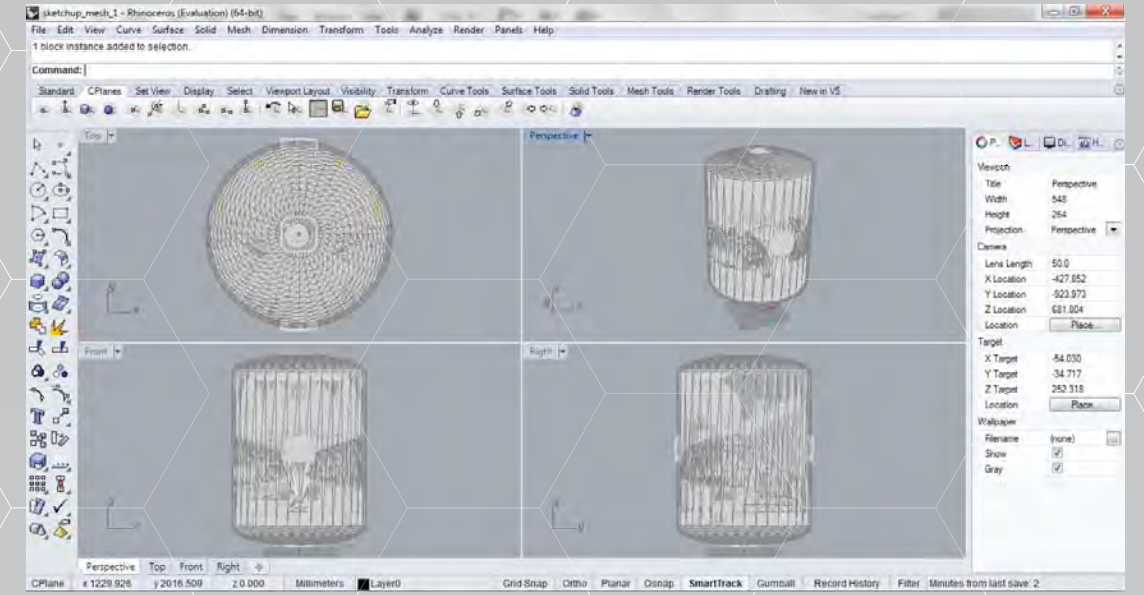 sketchup_mesh_1 - Rhinoceros (Evaluation) (64-bit)
File Edit View Curve Surface Solid Mesh Dimension Transform Tools Analyze Render Panels Help
1 block instance added to selection.
Command:
Standard CPlanes Set View Display Select Viewport Layout Visibility Transform Curve Tools Surface Tools Solid Tools Mesh Tools Render Tools Drafting New in V5
Top
Perspective
P... L... Di... H...
Viewport
Title Perspective
Width 548
Height 264
Projection Perspective
Camera
Lens Length 50.0
X Location -427.852
Y Location -923.973
Z Location 681.804
Location Place...
Target
X Target -54.030
Y Target -34.717
Z Target 252.318
Location Place...
Wallpaper
Filename (none)
Show
Gray
Front
Right
Perspective Top Front Right
CPlane x 1229.926 y 2016.509 z 0.000 Millimeters Layer0 Grid Snap Ortho Planar Osnap SmartTrack Gumball Record History Filter Minutes from last save: 2